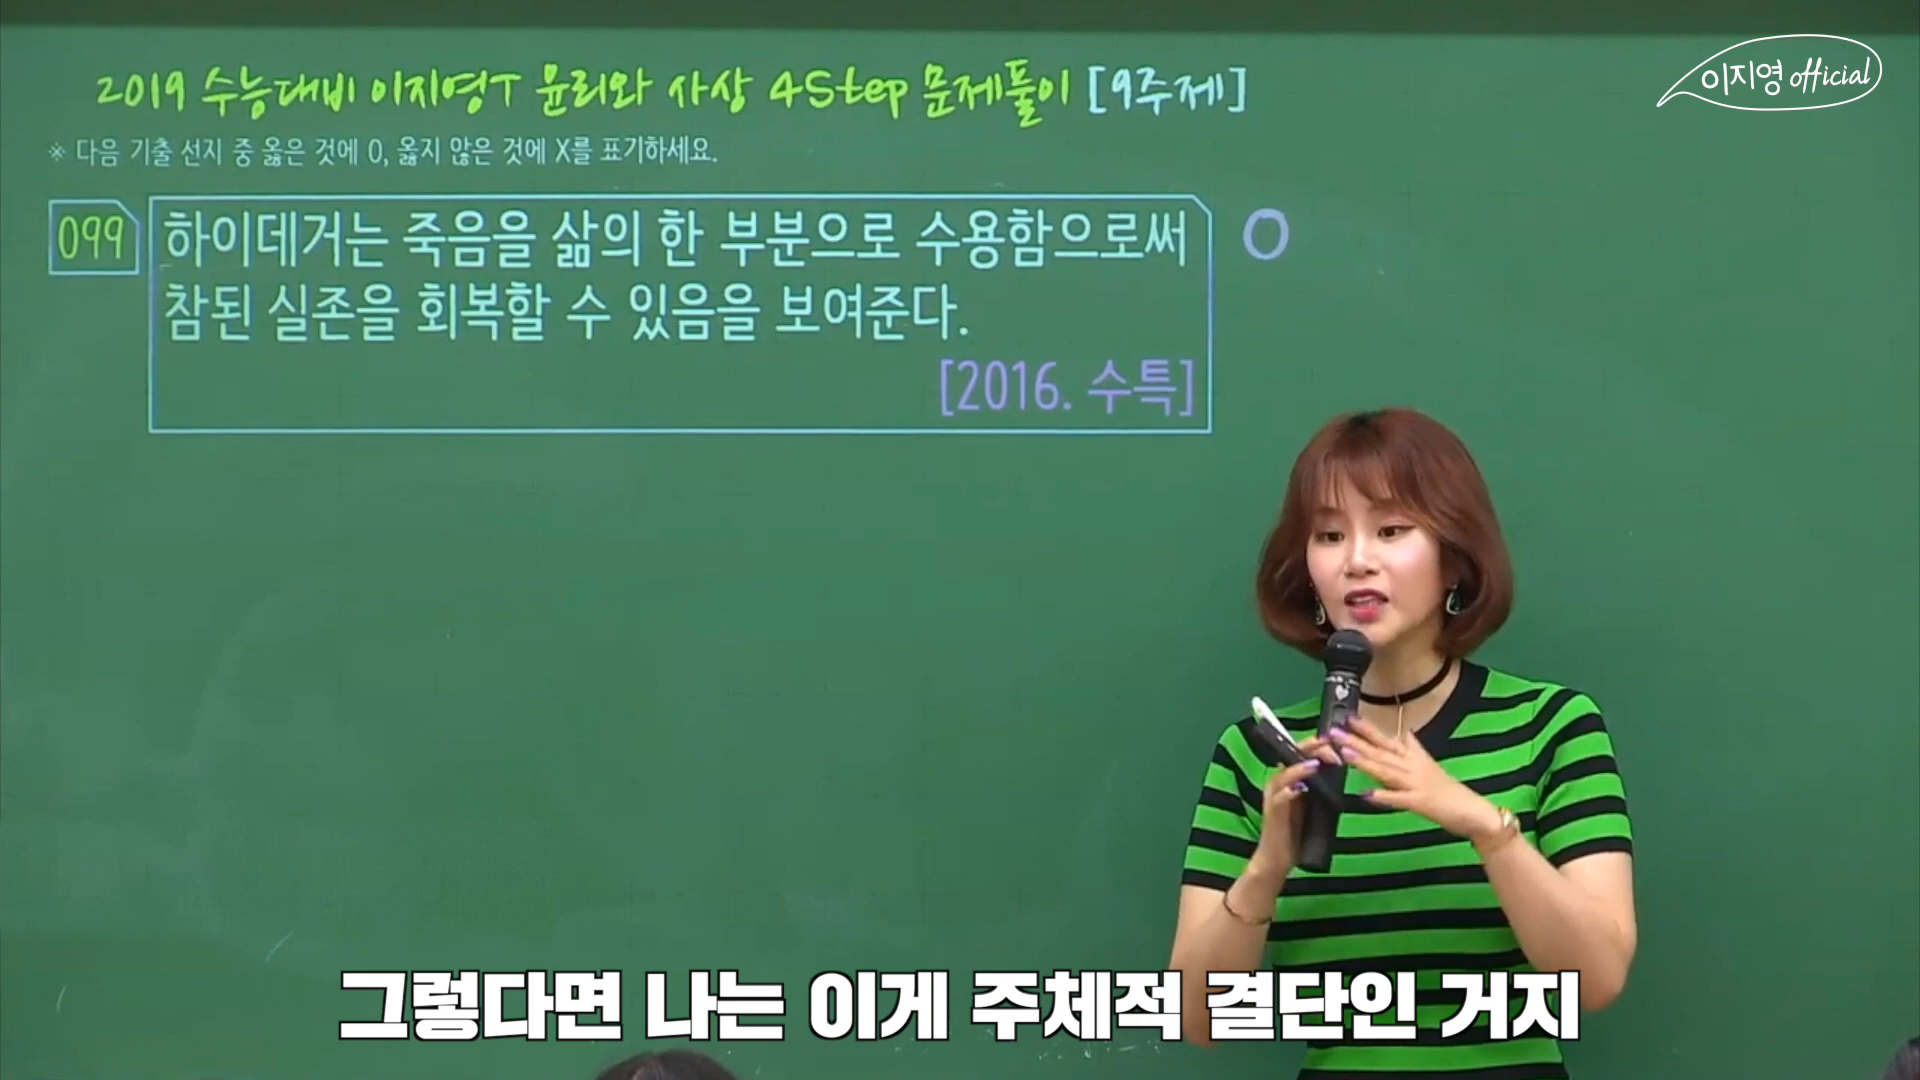 2019 수능대비 이지영T 윤리와 사상 4Step 문제풀이 [9주제]
이지영 official
※ 다음 기출 선지 중 옳은 것에 O, 옳지 않은 것에 X를 표기하세요.
099 하이데거는 죽음을 삶의 한 부분으로 수용함으로써 O
참된 실존을 회복할 수 있음을 보여준다.
[2016. 수특]
그렇다면 나는 이게 주체적 결단인 거지